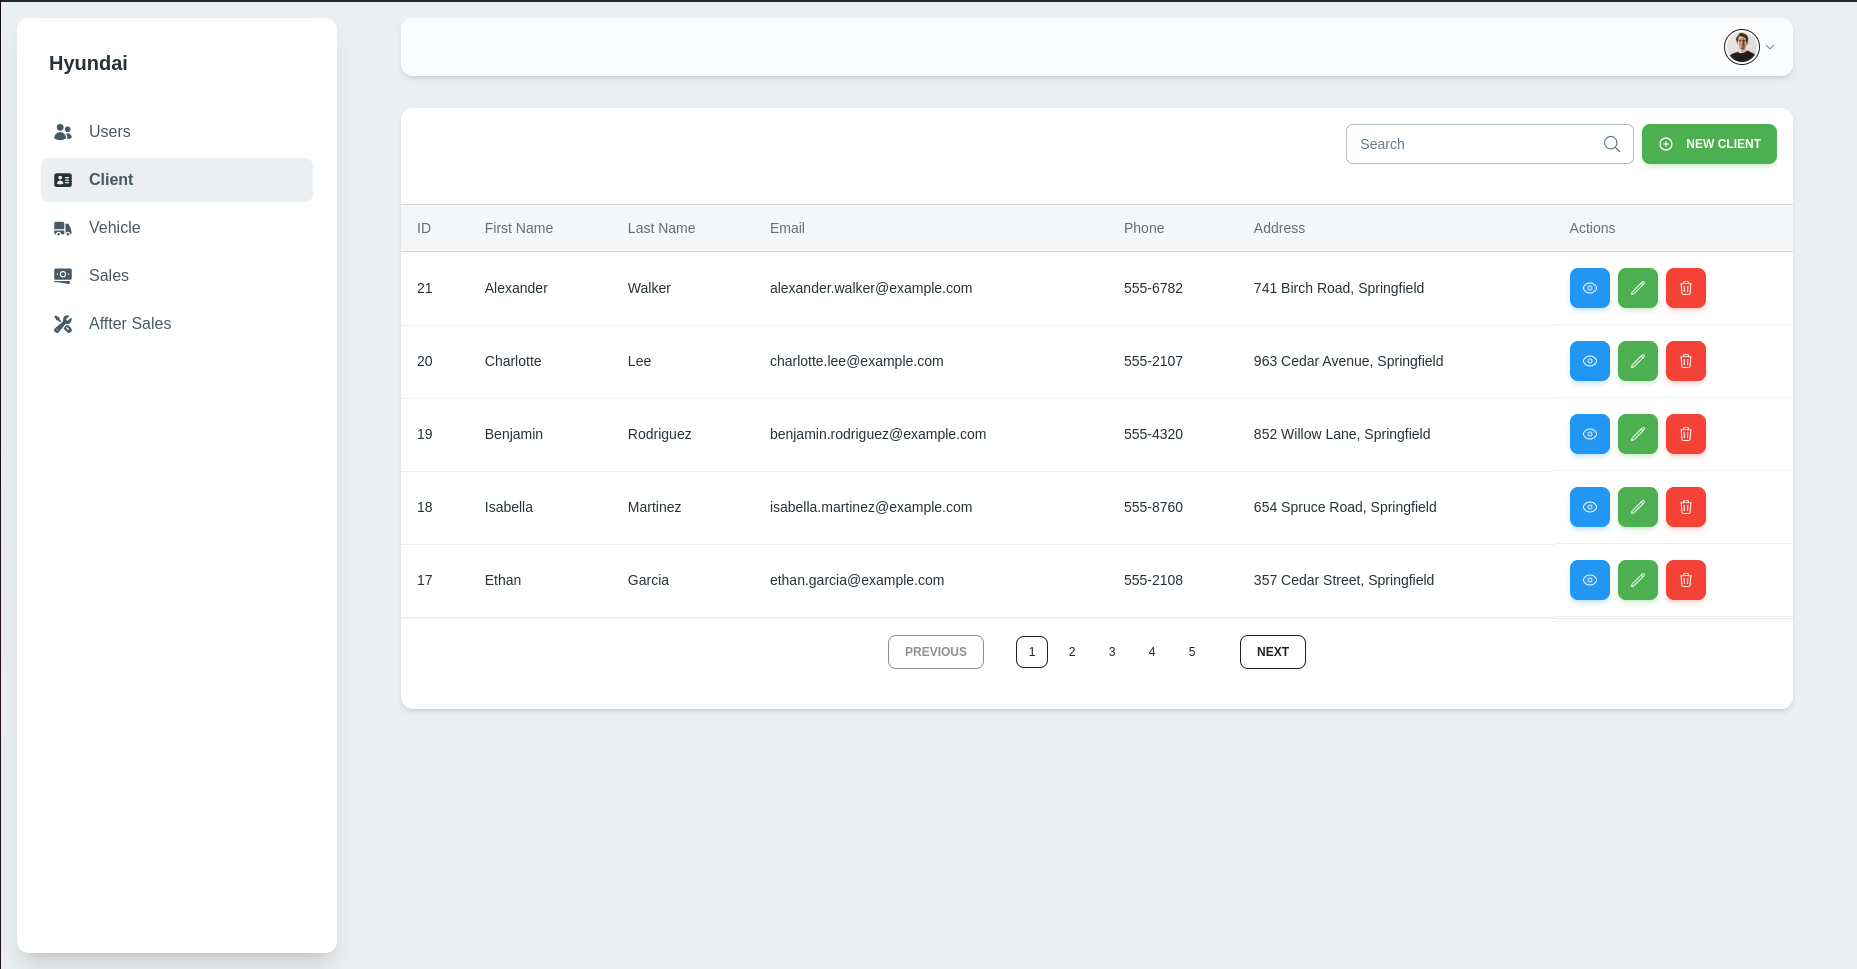 Hyundai
Users
Client
Vehicle
Sales
Affter Sales
Search
NEW CLIENT
ID First Name Last Name Email Phone Address Actions
21 Alexander Walker alexander.walker@example.com 555-6782 741 Birch Road, Springfield
20 Charlotte Lee charlotte.lee@example.com 555-2107 963 Cedar Avenue, Springfield
19 Benjamin Rodriguez benjamin.rodriguez@example.com 555-4320 852 Willow Lane, Springfield
18 Isabella Martinez isabella.martinez@example.com 555-8760 654 Spruce Road, Springfield
17 Ethan Garcia ethan.garcia@example.com 555-2108 357 Cedar Street, Springfield
PREVIOUS 1 2 3 4 5 NEXT